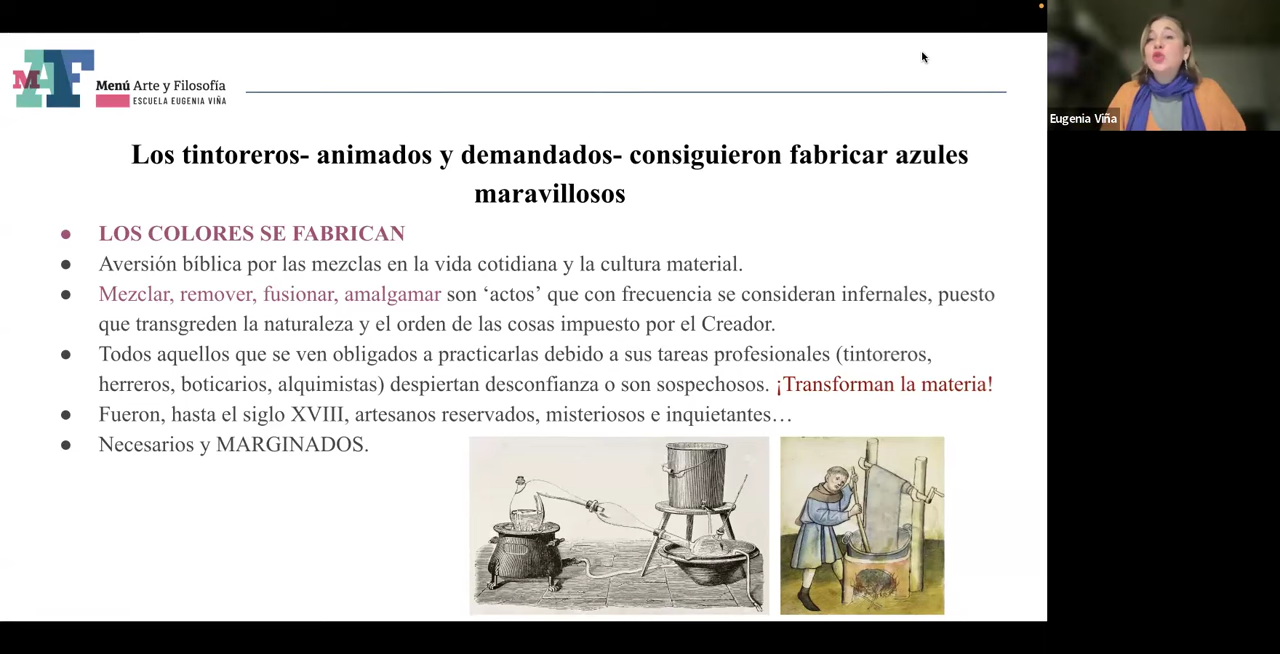 MAF
Menú Arte y Filosofía
ESCUELA EUGENIA VIÑA
Eugenia Viña
Los tintoreros- animados y demandados- consiguieron fabricar azules
maravillosos
● LOS COLORES SE FABRICAN
● Aversión bíblica por las mezclas en la vida cotidiana y la cultura material.
● Mezclar, remover, fusionar, amalgamar son ‘actos’ que con frecuencia se consideran infernales, puesto
que transgreden la naturaleza y el orden de las cosas impuesto por el Creador.
● Todos aquellos que se ven obligados a practicarlas debido a sus tareas profesionales (tintoreros,
herreros, boticarios, alquimistas) despiertan desconfianza o son sospechosos. ¡Transforman la materia!
● Fueron, hasta el siglo XVIII, artesanos reservados, misteriosos e inquietantes…
● Necesarios y MARGINADOS.